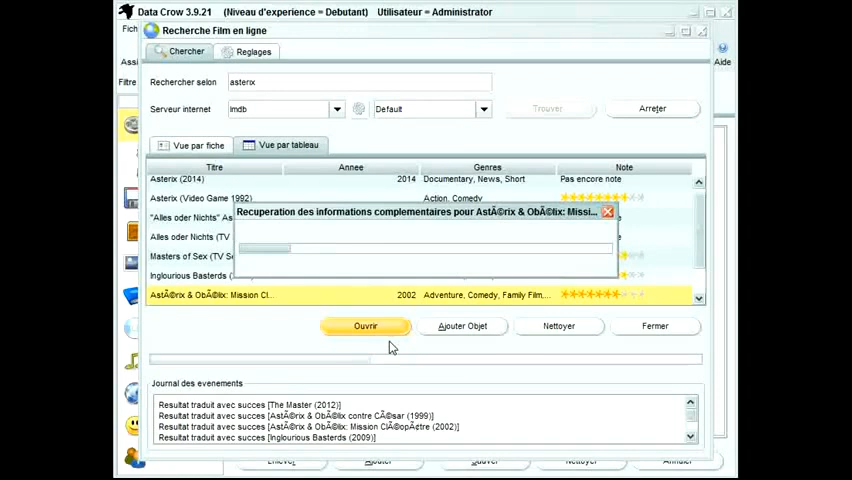 Data Crow 3.9.21 (Niveau d'experience = Debutant) Utilisateur = Administrator
Fich
Recherche Film en ligne
Chercher Reglages
Assi
Aide
Filtre
Rechercher selon asterix
Serveur internet Imdb Default Trouver Arreter
Vue par fiche Vue par tableau
Titre Annee Genres Note
Asterix (2014) 2014 Documentary, News, Short Pas encore note
Asterix (Video Game 1992) Action, Comedy
"Alles oder Nichts" As
Recuperation des informations complementaires pour AstÃ©rix & ObÃ©lix: Missi...
Alles oder Nichts (TV
Masters of Sex (TV Se
Inglourious Basterds (
AstÃ©rix & ObÃ©lix: Mission Cl... 2002 Adventure, Comedy, Family Film,...
Ouvrir Ajouter Objet Nettoyer Fermer
Journal des evenements
Resultat traduit avec succes [The Master (2012)]
Resultat traduit avec succes [AstÃ©rix & ObÃ©lix contre CÃ©sar (1999)]
Resultat traduit avec succes [AstÃ©rix & ObÃ©lix: Mission ClÃ©opÃ¢tre (2002)]
Resultat traduit avec succes [Inglourious Basterds (2009)]
Enleve Ajouter Sauver Nettoyer Annuler